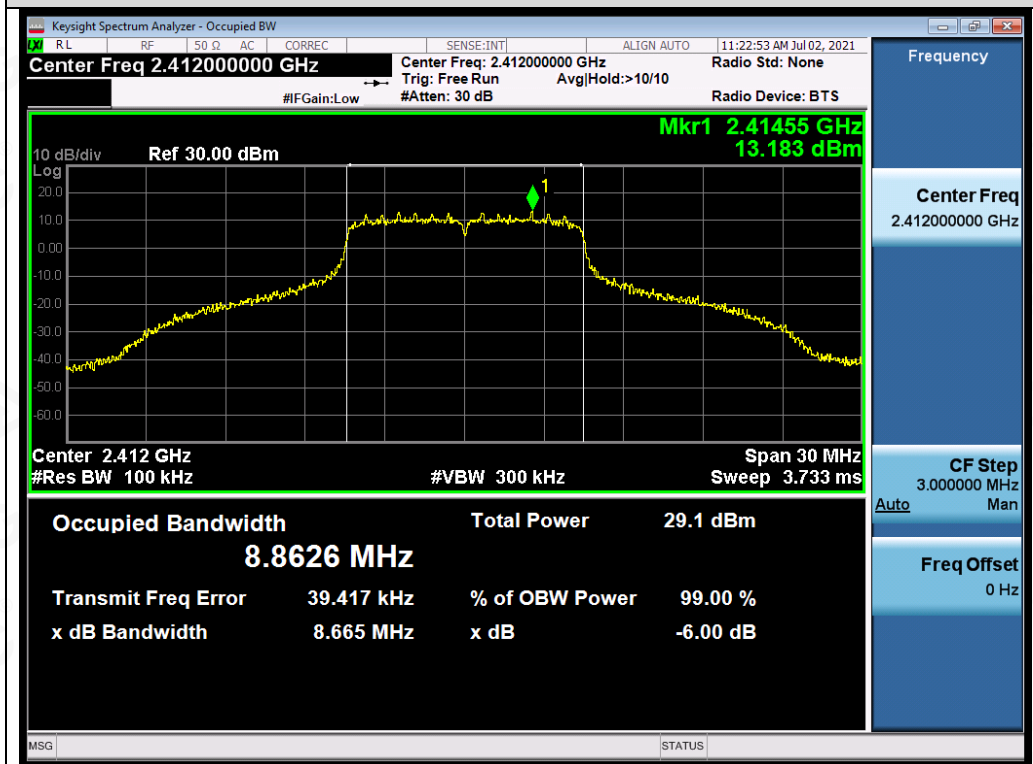 Keysight Spectrum Analyzer - Occupied BW
LXI RL RF 50 Ω AC CORREC SENSE:INT ALIGN AUTO 11:22:53 AM Jul 02, 2021
Center Freq 2.412000000 GHz
Center Freq: 2.412000000 GHz Radio Std: None
Trig: Free Run Avg|Hold:>10/10
#IFGain:Low #Atten: 30 dB Radio Device: BTS
Frequency
Mkr1 2.41455 GHz
13.183 dBm
10 dB/div Ref 30.00 dBm
Log
20.0
10.0
0.00
-10.0
-20.0
-30.0
-40.0
-50.0
-60.0
1
Center 2.412 GHz Span 30 MHz
#Res BW 100 kHz #VBW 300 kHz Sweep 3.733 ms
Occupied Bandwidth Total Power 29.1 dBm
8.8626 MHz
Transmit Freq Error 39.417 kHz % of OBW Power 99.00 %
x dB Bandwidth 8.665 MHz x dB -6.00 dB
Center Freq
2.412000000 GHz
CF Step
3.000000 MHz
Auto Man
Freq Offset
0 Hz
MSG STATUS